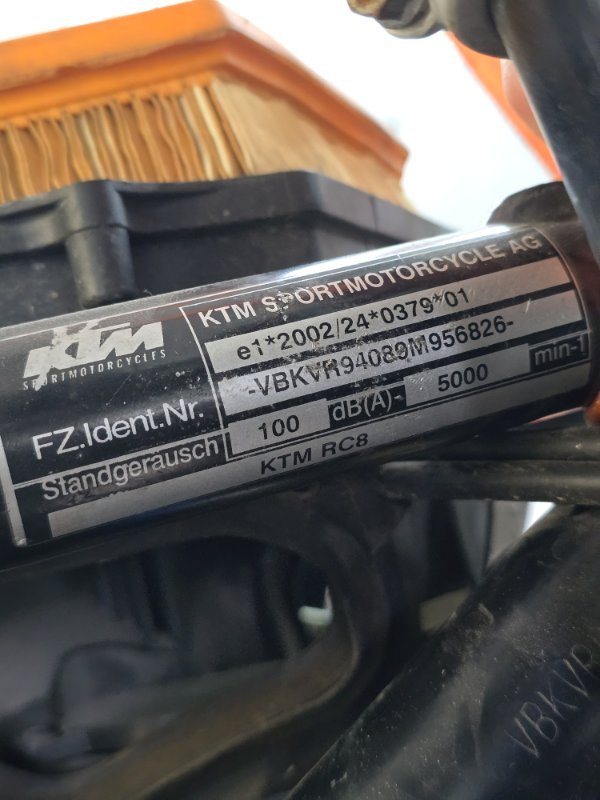 KTM
SPORTMOTORCYCLES
KTM SPORTMOTORCYCLE AG
e1*2002/24*0379*01
FZ.Ident.Nr. -VBKVR94089M956826-
Standgeräusch 100 dB(A)- 5000 min-1
KTM RC8
VBKVR